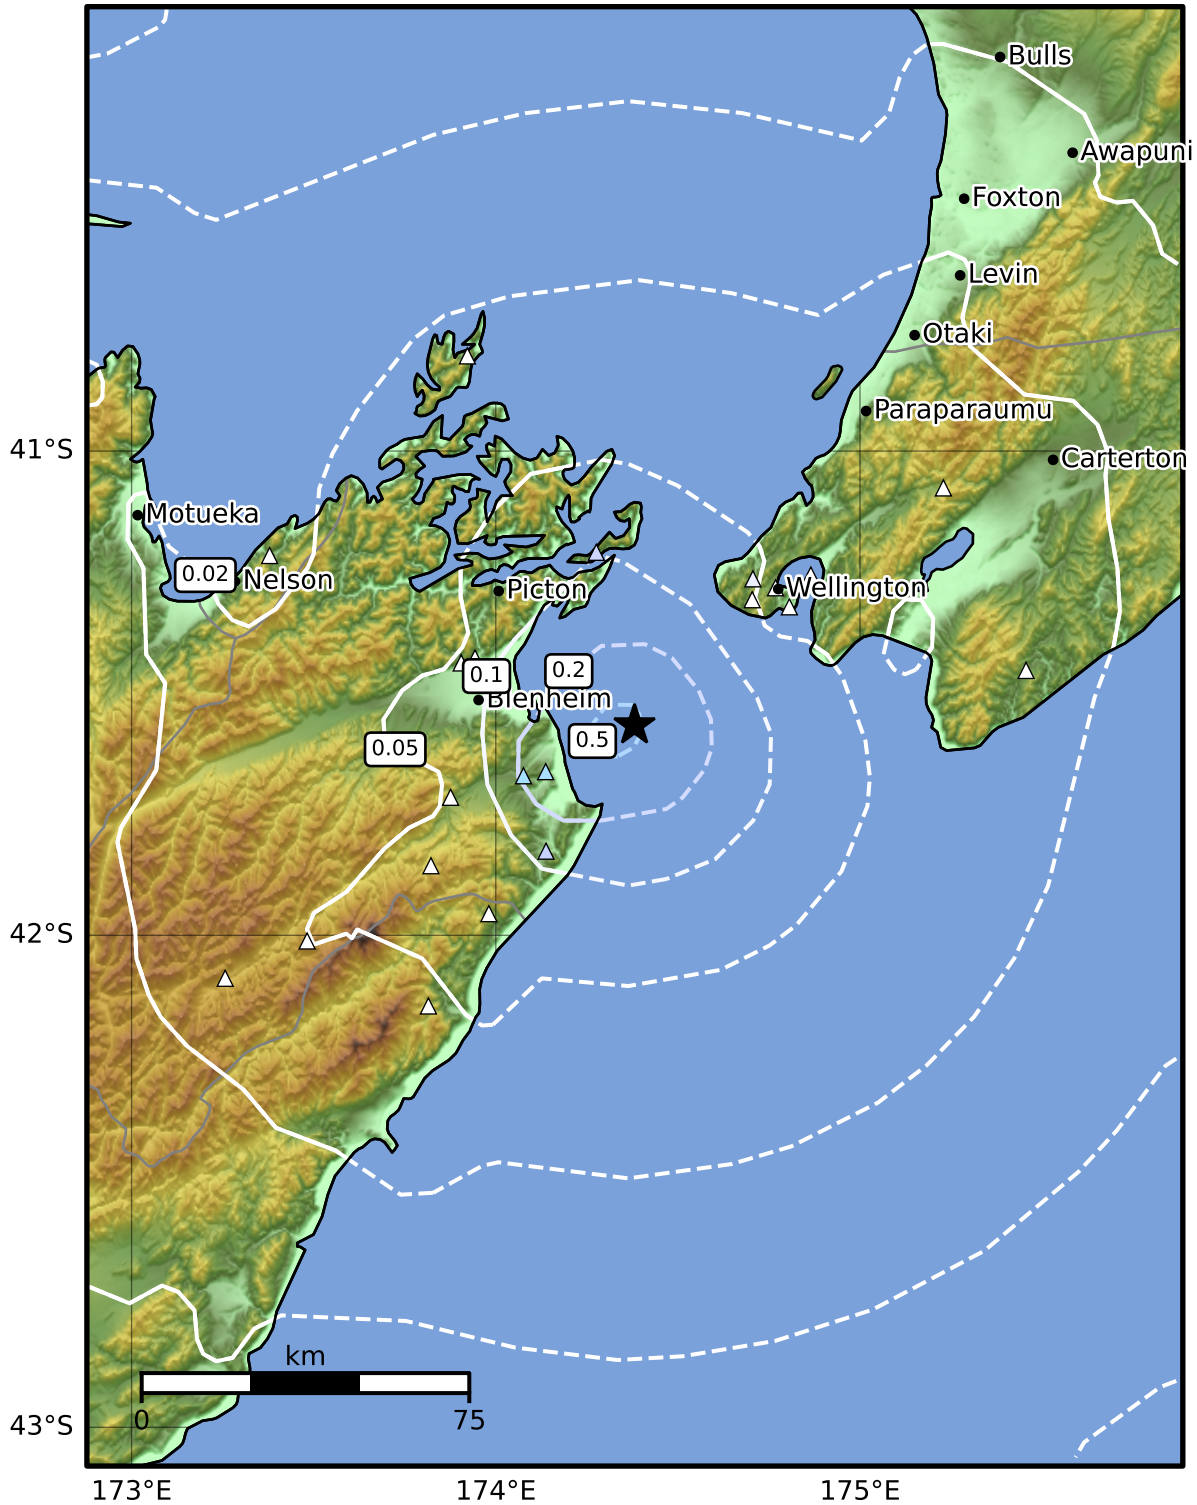 Bulls
Awapuni
Foxton
Levin
Otaki
Paraparaumu
41°S
Carterton
Motueka
0.02
Nelson
Picton
Wellington
0.1
0.2
Blenheim
0.05
0.5
42°S
km
0
75
43°S
173°E
174°E
175°E